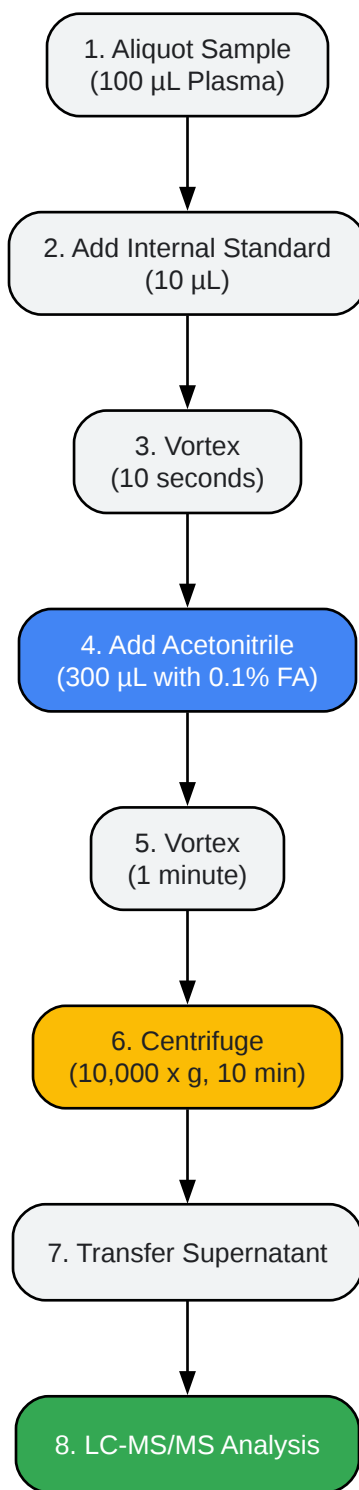 1. Aliquot Sample
(100 µL Plasma)
2. Add Internal Standard
(10 µL)
3. Vortex
(10 seconds)
4. Add Acetonitrile
(300 µL with 0.1% FA)
5. Vortex
(1 minute)
6. Centrifuge
(10,000 x g, 10 min)
7. Transfer Supernatant
8. LC-MS/MS Analysis